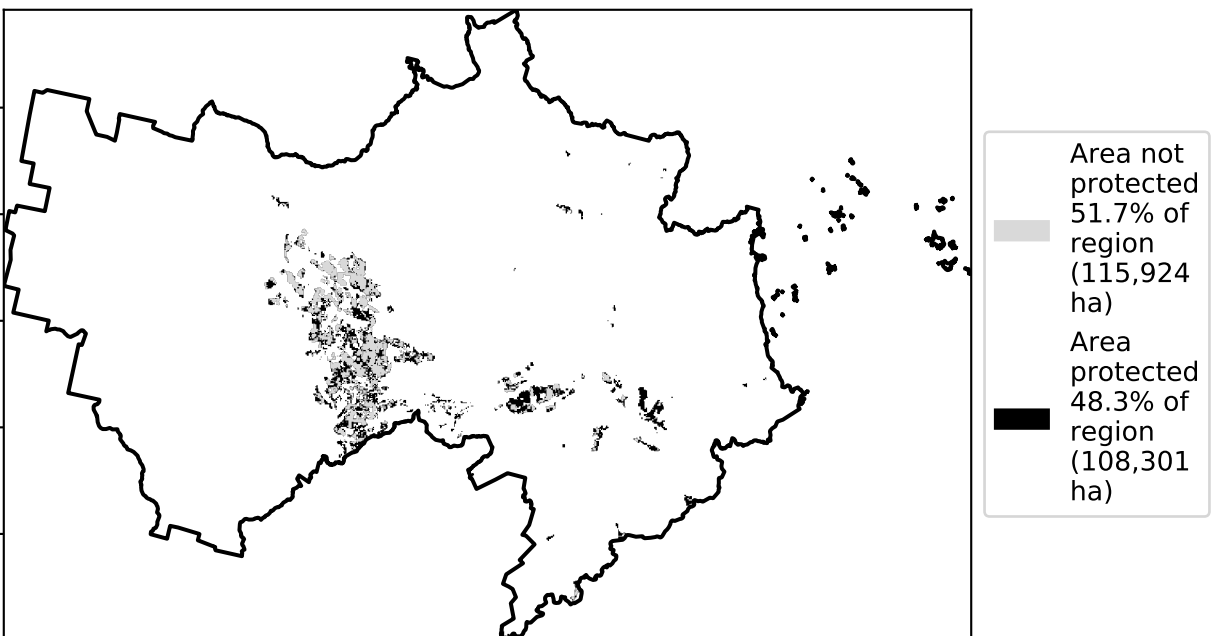 Area not
protected
51.7% of
region
(115,924
ha)
Area
protected
48.3% of
region
(108,301
ha)